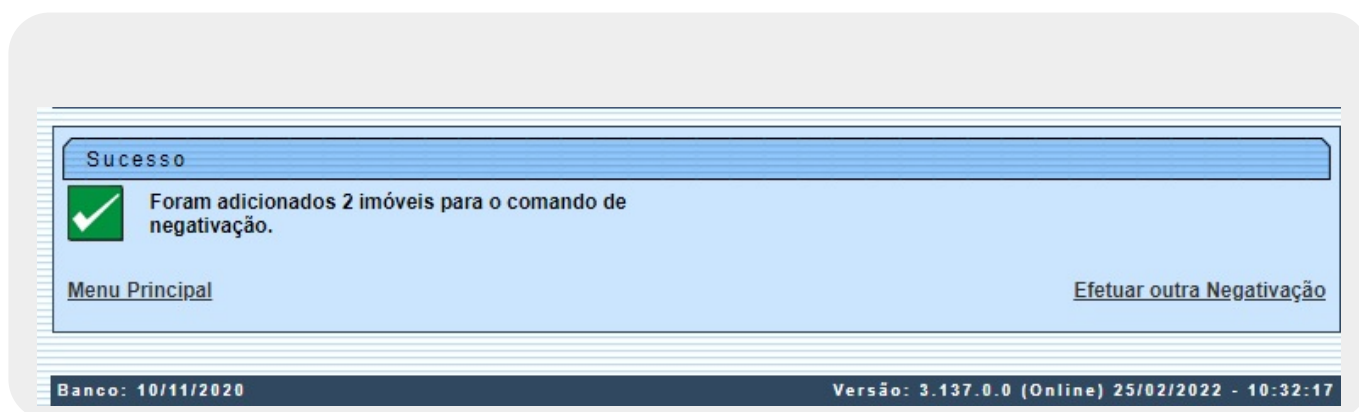 Sucesso
Foram adicionados 2 imóveis para o comando de
negativação.
Menu Principal
Efetuar outra Negativação
Banco: 10/11/2020
Versão: 3.137.0.0 (Online) 25/02/2022 - 10:32:17